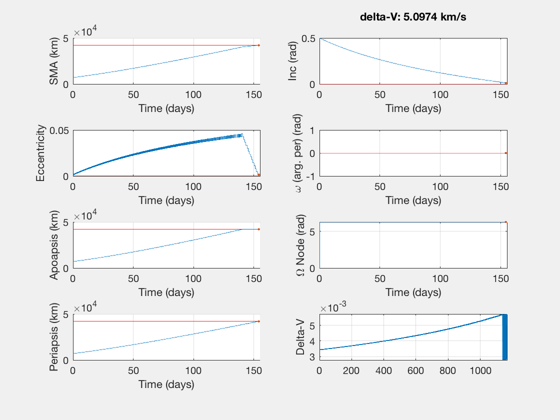 delta-V: 5.0974 km/s
×10⁴
5
0
SMA (km)
0 50 100 150
Time (days)
0.5
0
Inc (rad)
0 50 100 150
Time (days)
0.05
0
Eccentricity
0 50 100 150
Time (days)
1
0
-1
ω (arg. per) (rad)
0 50 100 150
Time (days)
×10⁴
5
0
Apoapsis (km)
0 50 100 150
Time (days)
5
0
Ω Node (rad)
0 50 100 150
Time (days)
×10⁴
5
0
Periapsis (km)
0 50 100 150
Time (days)
×10⁻³
5
4
3
Delta-V
0 200 400 600 800 1000